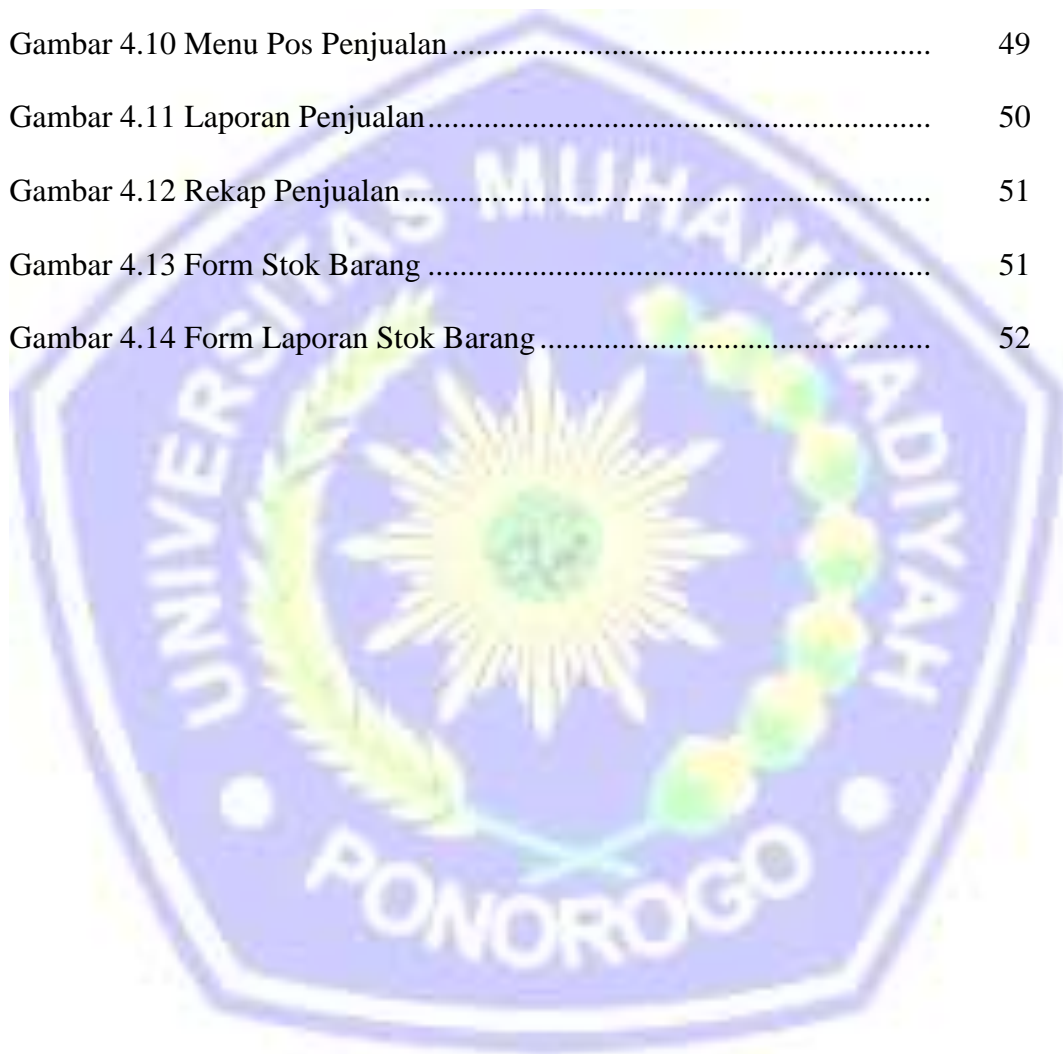 Gambar 4.10 Menu Pos Penjualan ........................................................... 49
Gambar 4.11 Laporan Penjualan .............................................................. 50
Gambar 4.12 Rekap Penjualan ................................................................. 51
Gambar 4.13 Form Stok Barang .............................................................. 51
Gambar 4.14 Form Laporan Stok Barang ................................................ 52
UNIVERSITAS MUHAMMADIYAH
PONOROGO